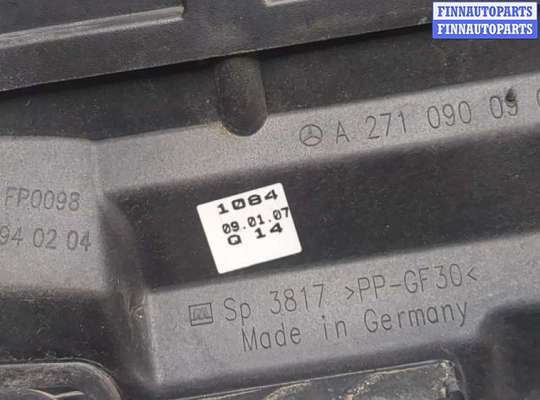 FINNAUTOPARTS
FINNAUTOPARTS
A 271 090 09
FP0098
94 02 04
1084
09.01.07
Q 14
Sp 3817 >PP-GF30<
Made in Germany